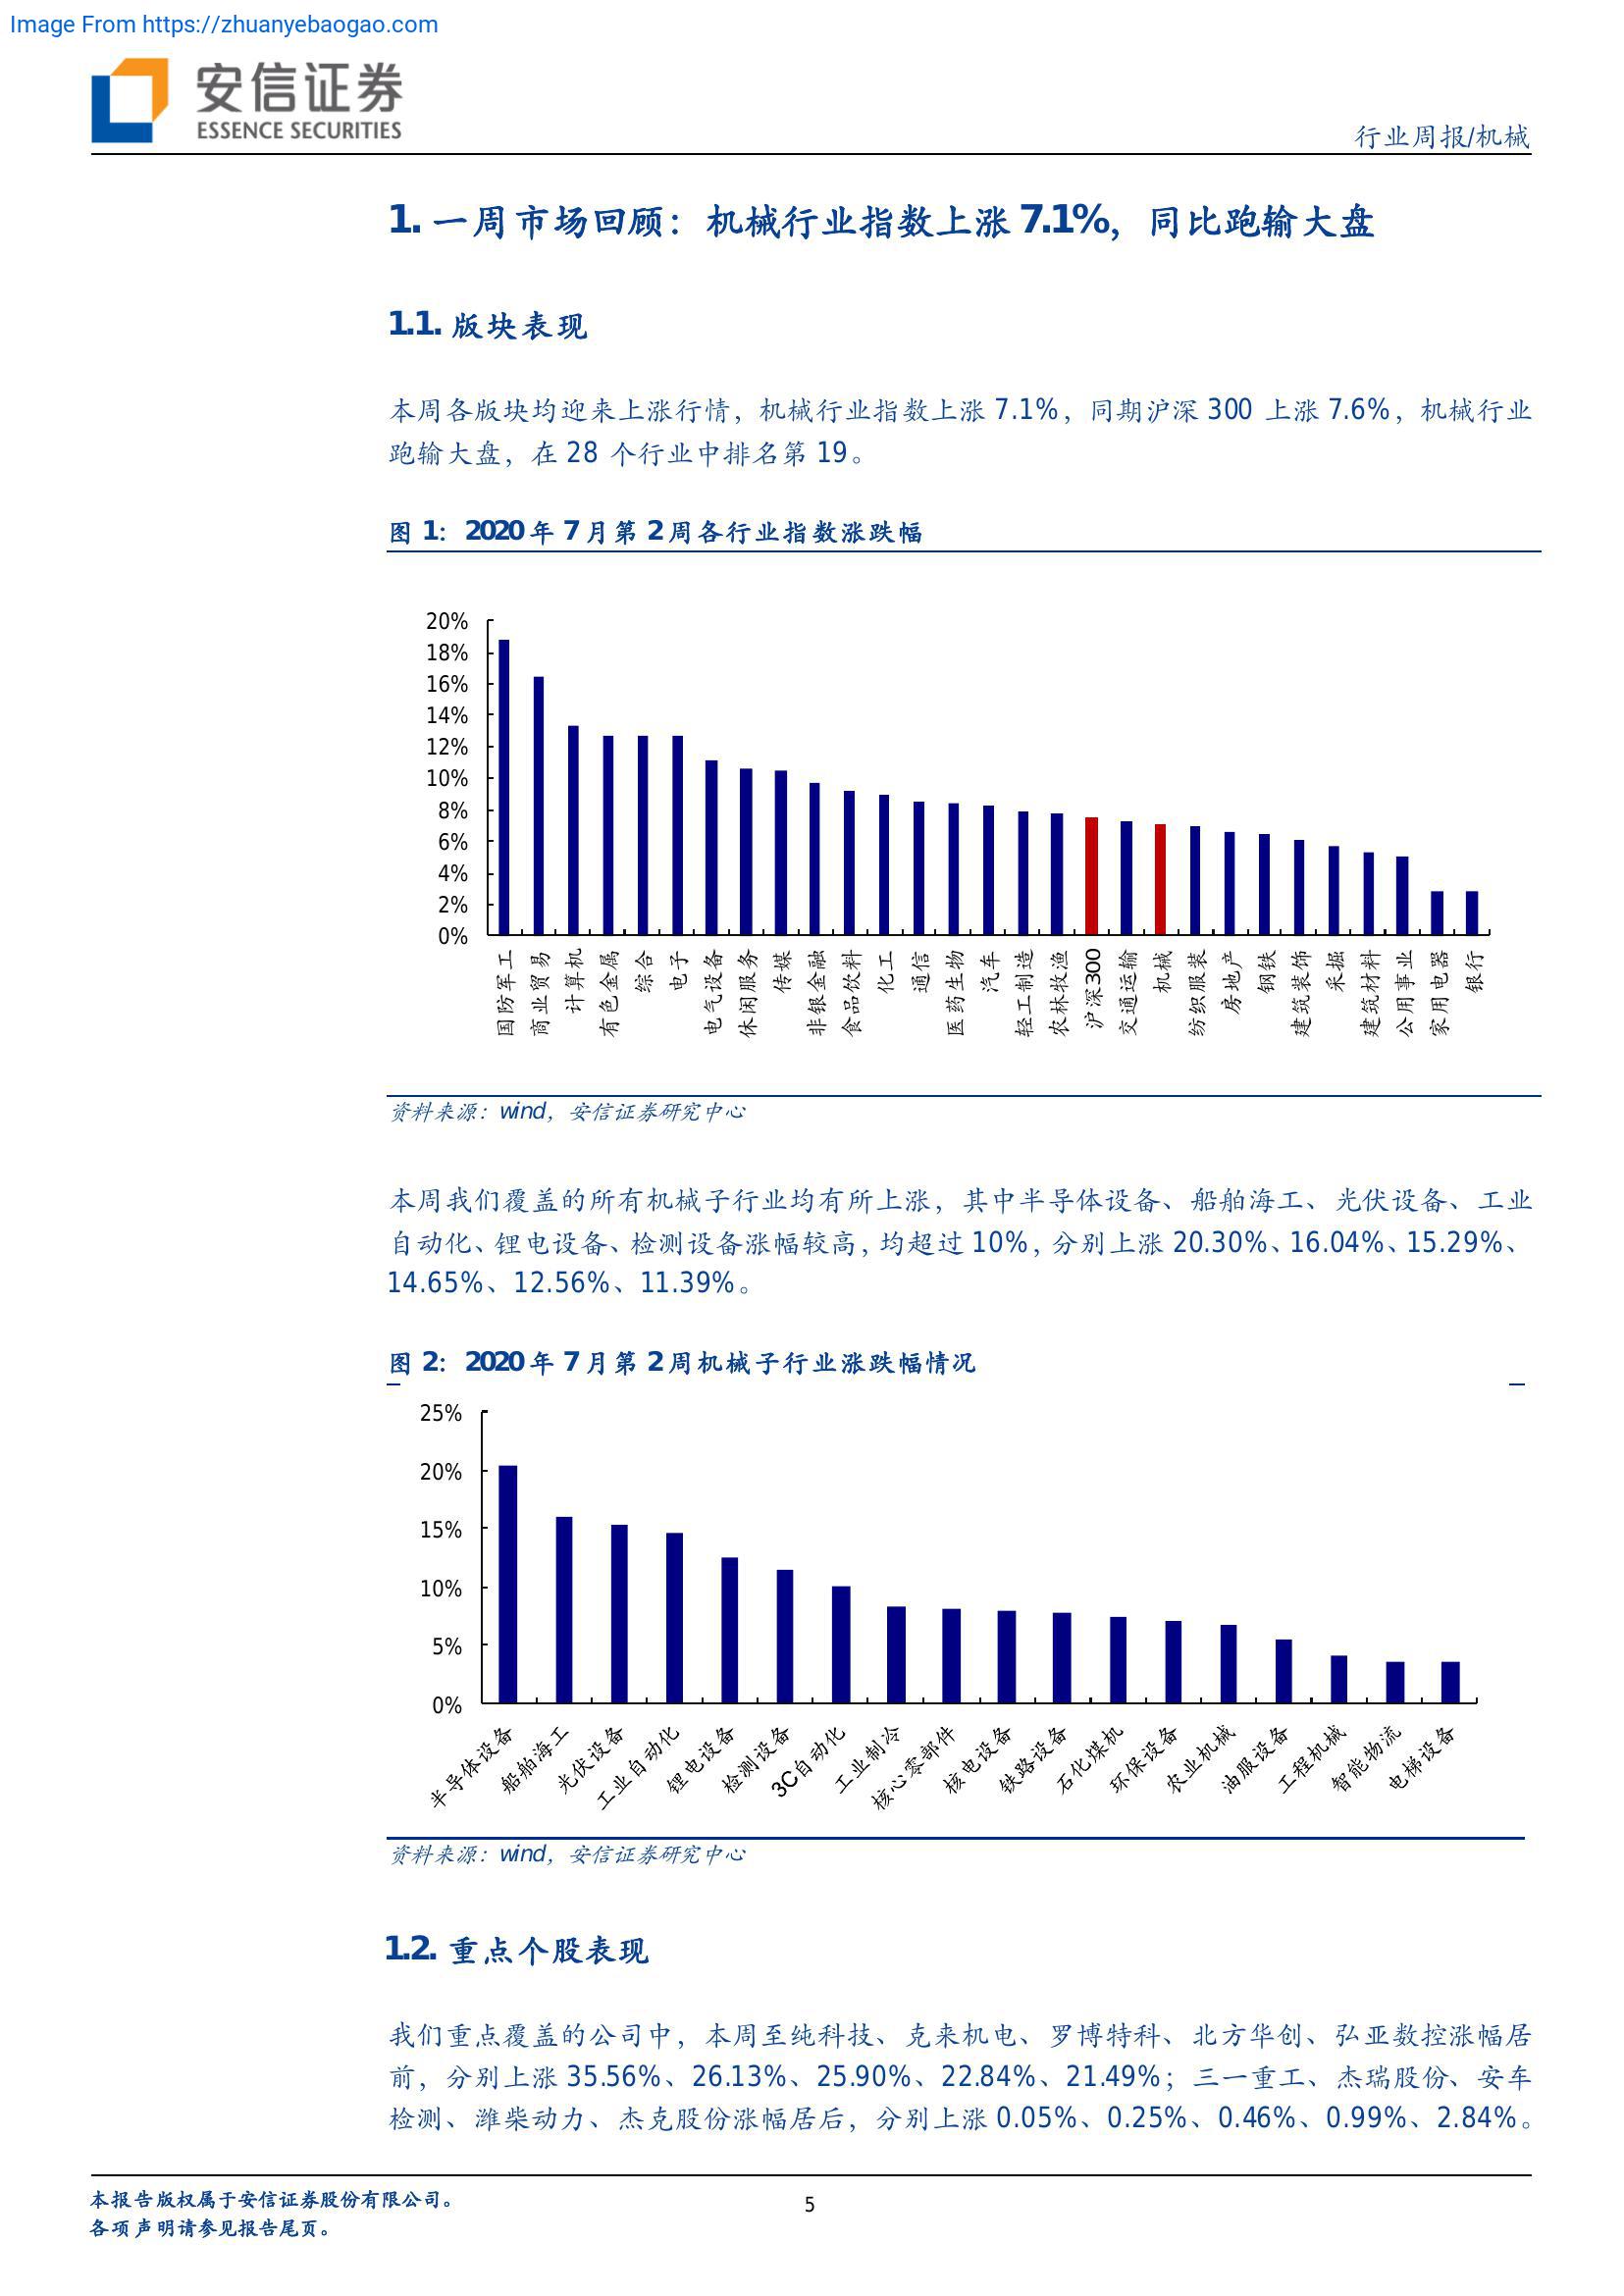 Image From https://zhuanyebaogao.com
安信证券
ESSENCE SECURITIES
行业周报/机械
1. 一周市场回顾：机械行业指数上涨 7.1%，同比跑输大盘
1.1. 版块表现
本周各版块均迎来上涨行情，机械行业指数上涨 7.1%，同期沪深 300 上涨 7.6%，机械行业
跑输大盘，在 28 个行业中排名第 19。
图 1：2020 年 7 月第 2 周各行业指数涨跌幅
20%
18%
16%
14%
12%
10%
8%
6%
4%
2%
0%
国防军工
商业贸易
计算机
有色金属
综合
电子
电气设备
休闲服务
传媒
非银金融
食品饮料
化工
通信
医药生物
汽车
轻工制造
农林牧渔
沪深300
交通运输
机械
纺织服装
房地产
钢铁
建筑装饰
采掘
建筑材料
公用事业
家用电器
银行
资料来源：wind，安信证券研究中心
本周我们覆盖的所有机械子行业均有所上涨，其中半导体设备、船舶海工、光伏设备、工业
自动化、锂电设备、检测设备涨幅较高，均超过 10%，分别上涨 20.30%、16.04%、15.29%、
14.65%、12.56%、11.39%。
图 2：2020 年 7 月第 2 周机械子行业涨跌幅情况
25%
20%
15%
10%
5%
0%
半导体设备
船舶海工
光伏设备
工业自动化
锂电设备
检测设备
3C自动化
工业制冷
核心零部件
核电设备
铁路设备
石化煤机
环保设备
农业机械
油服设备
工程机械
智能物流
电梯设备
资料来源：wind，安信证券研究中心
1.2. 重点个股表现
我们重点覆盖的公司中，本周至纯科技、克来机电、罗博特科、北方华创、弘亚数控涨幅居
前，分别上涨 35.56%、26.13%、25.90%、22.84%、21.49%；三一重工、杰瑞股份、安车
检测、潍柴动力、杰克股份涨幅居后，分别上涨 0.05%、0.25%、0.46%、0.99%、2.84%。
本报告版权属于安信证券股份有限公司。
5
各项声明请参见报告尾页。